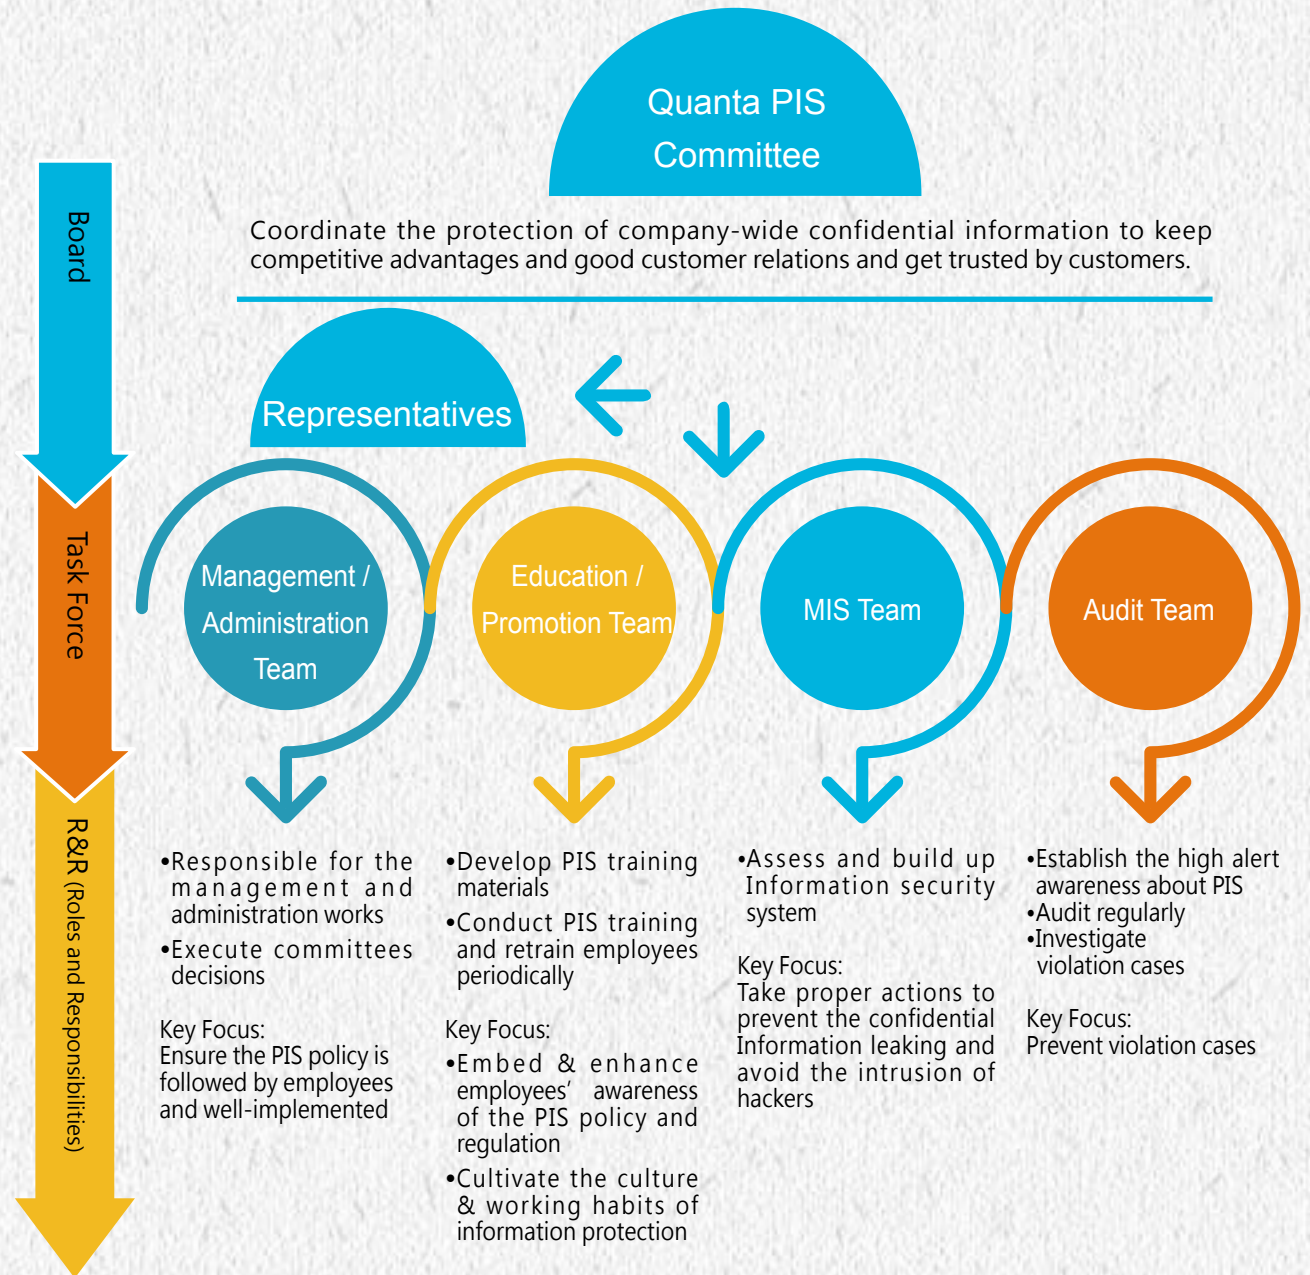 Quanta PIS
Committee
Board
Coordinate the protection of company-wide confidential information to keep
competitive advantages and good customer relations and get trusted by customers.
Representatives
Task Force
Management /
Administration
Team
Education /
Promotion Team
MIS Team
Audit Team
R&R (Roles and Responsibilities)
•Responsible for the
management and
administration works
•Execute committees
decisions
Key Focus:
Ensure the PIS policy is
followed by employees
and well-implemented
•Develop PIS training
materials
•Conduct PIS training
and retrain employees
periodically
Key Focus:
•Embed & enhance
employees’ awareness
of the PIS policy and
regulation
•Cultivate the culture
& working habits of
information protection
•Assess and build up
Information security
system
Key Focus:
Take proper actions to
prevent the confidential
Information leaking and
avoid the intrusion of
hackers
•Establish the high alert
awareness about PIS
•Audit regularly
•Investigate
violation cases
Key Focus:
Prevent violation cases